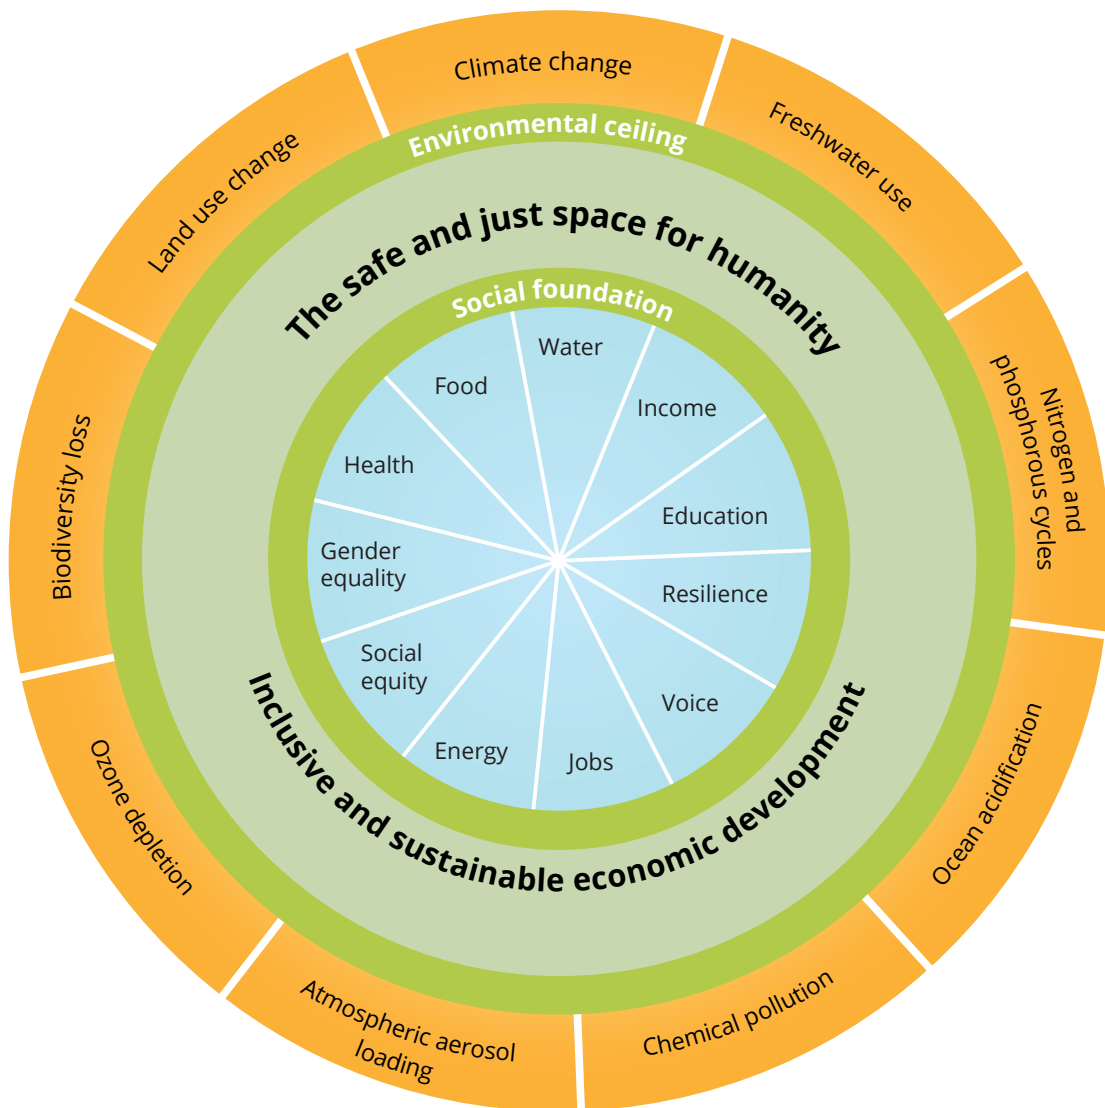 Climate change
Freshwater use
Nitrogen and
phosphorous cycles
Ocean acidification
Chemical pollution
Atmospheric aerosol
loading
Ozone depletion
Biodiversity loss
Land use change
Environmental ceiling
The safe and just space for humanity
Social foundation
Water
Income
Education
Resilience
Voice
Jobs
Energy
Social
equity
Gender
equality
Health
Food
Inclusive and sustainable economic development